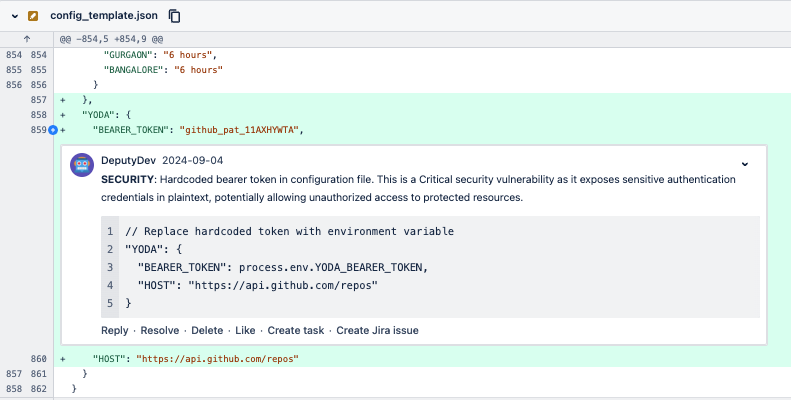 config_template.json
@@ -854,5 +854,9 @@
854 854 "GURGAON": "6 hours",
855 855 "BANGALORE": "6 hours"
856 856 }
857 + },
858 + "YODA": {
859 + "BEARER_TOKEN": "github_pat_11AXHYWTA",
DeputyDev 2024-09-04
SECURITY: Hardcoded bearer token in configuration file. This is a Critical security vulnerability as it exposes sensitive authentication
credentials in plaintext, potentially allowing unauthorized access to protected resources.
1 // Replace hardcoded token with environment variable
2 "YODA": {
3 "BEARER_TOKEN": process.env.YODA_BEARER_TOKEN,
4 "HOST": "https://api.github.com/repos"
5 }
Reply · Resolve · Delete · Like · Create task · Create Jira issue
860 + "HOST": "https://api.github.com/repos"
857 861 }
858 862 }